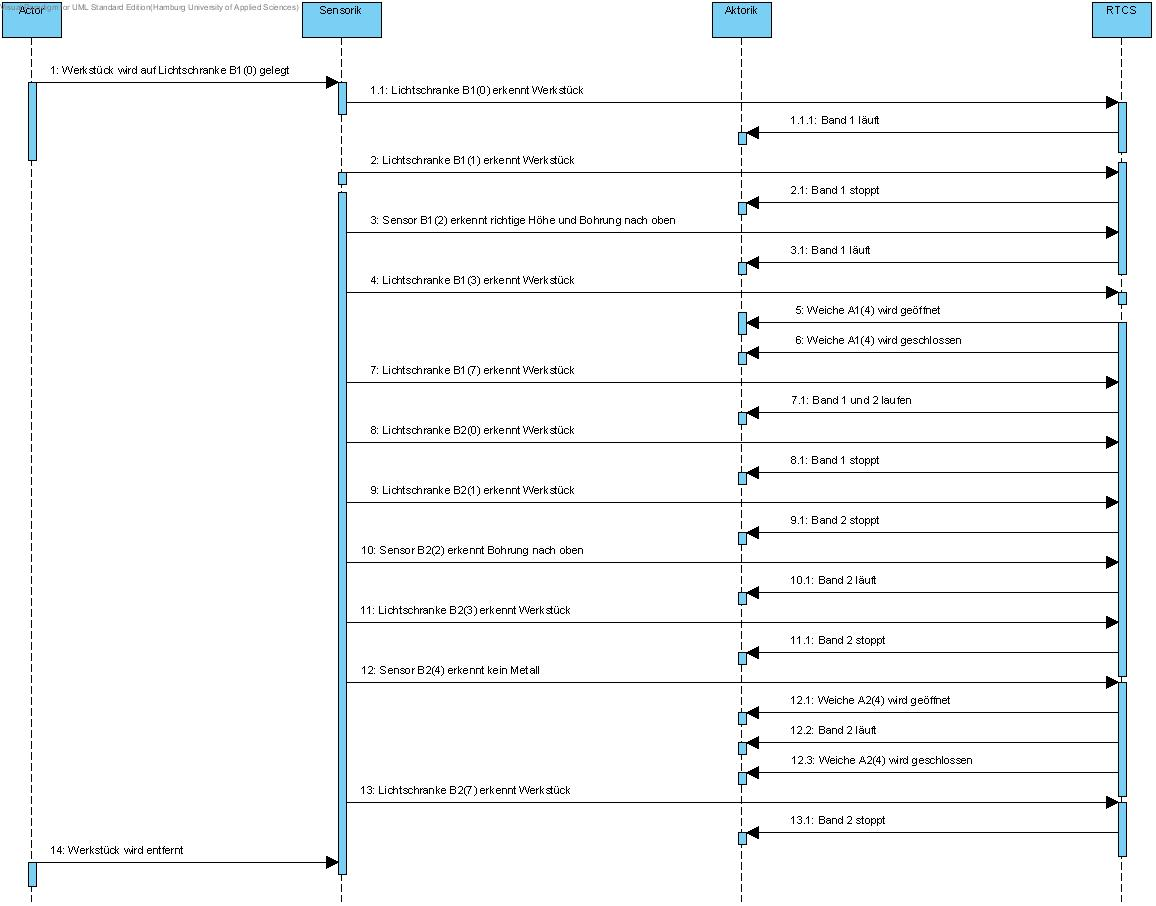 for UML Standard Edition(Hamburg University of Applied Sciences)
Actor
Sensorik
Aktorik
RTCS
1: Werkstück wird auf Lichtschranke B1(0) gelegt
1.1: Lichtschranke B1(0) erkennt Werkstück
1.1.1: Band 1 läuft
2: Lichtschranke B1(1) erkennt Werkstück
2.1: Band 1 stoppt
3: Sensor B1(2) erkennt richtige Höhe und Bohrung nach oben
3.1: Band 1 läuft
4: Lichtschranke B1(3) erkennt Werkstück
5: Weiche A1(4) wird geöffnet
6: Weiche A1(4) wird geschlossen
7: Lichtschranke B1(7) erkennt Werkstück
7.1: Band 1 und 2 laufen
8: Lichtschranke B2(0) erkennt Werkstück
8.1: Band 1 stoppt
9: Lichtschranke B2(1) erkennt Werkstück
9.1: Band 2 stoppt
10: Sensor B2(2) erkennt Bohrung nach oben
10.1: Band 2 läuft
11: Lichtschranke B2(3) erkennt Werkstück
11.1: Band 2 stoppt
12: Sensor B2(4) erkennt kein Metall
12.1: Weiche A2(4) wird geöffnet
12.2: Band 2 läuft
12.3: Weiche A2(4) wird geschlossen
13: Lichtschranke B2(7) erkennt Werkstück
13.1: Band 2 stoppt
14: Werkstück wird entfernt